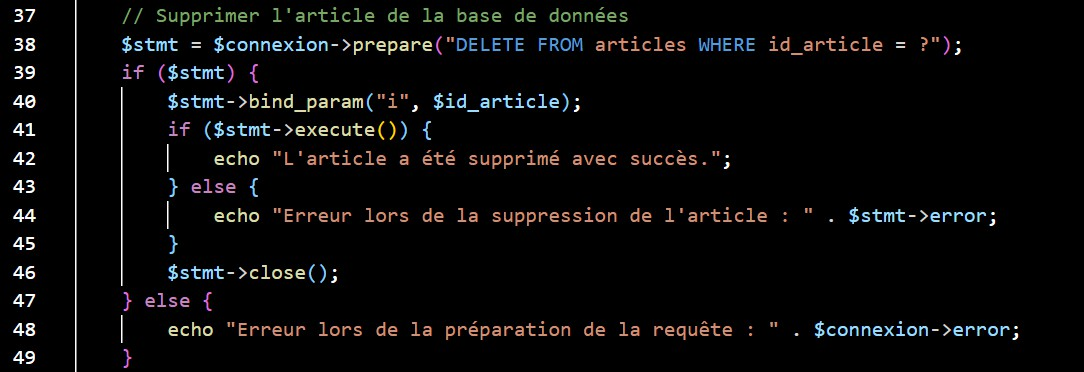 37 // Supprimer l'article de la base de données
38 $stmt = $connexion->prepare("DELETE FROM articles WHERE id_article = ?");
39 if ($stmt) {
40 $stmt->bind_param("i", $id_article);
41 if ($stmt->execute()) {
42 echo "L'article a été supprimé avec succès.";
43 } else {
44 echo "Erreur lors de la suppression de l'article : " . $stmt->error;
45 }
46 $stmt->close();
47 } else {
48 echo "Erreur lors de la préparation de la requête : " . $connexion->error;
49 }